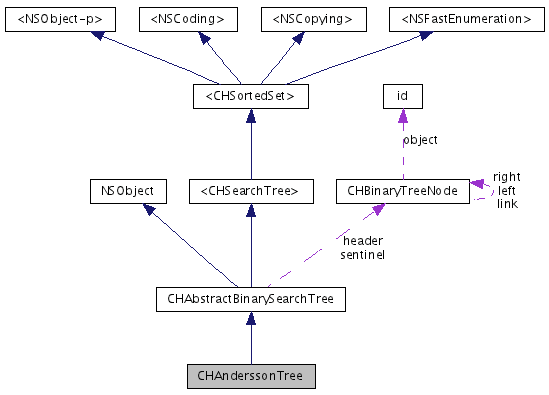 <NSObject-p>
<NSCoding>
<NSCopying>
<NSFastEnumeration>
<CHSortedSet>
id
object
NSObject
<CHSearchTree>
CHBinaryTreeNode
right
left
link
header
sentinel
CHAbstractBinarySearchTree
CHAnderssonTree